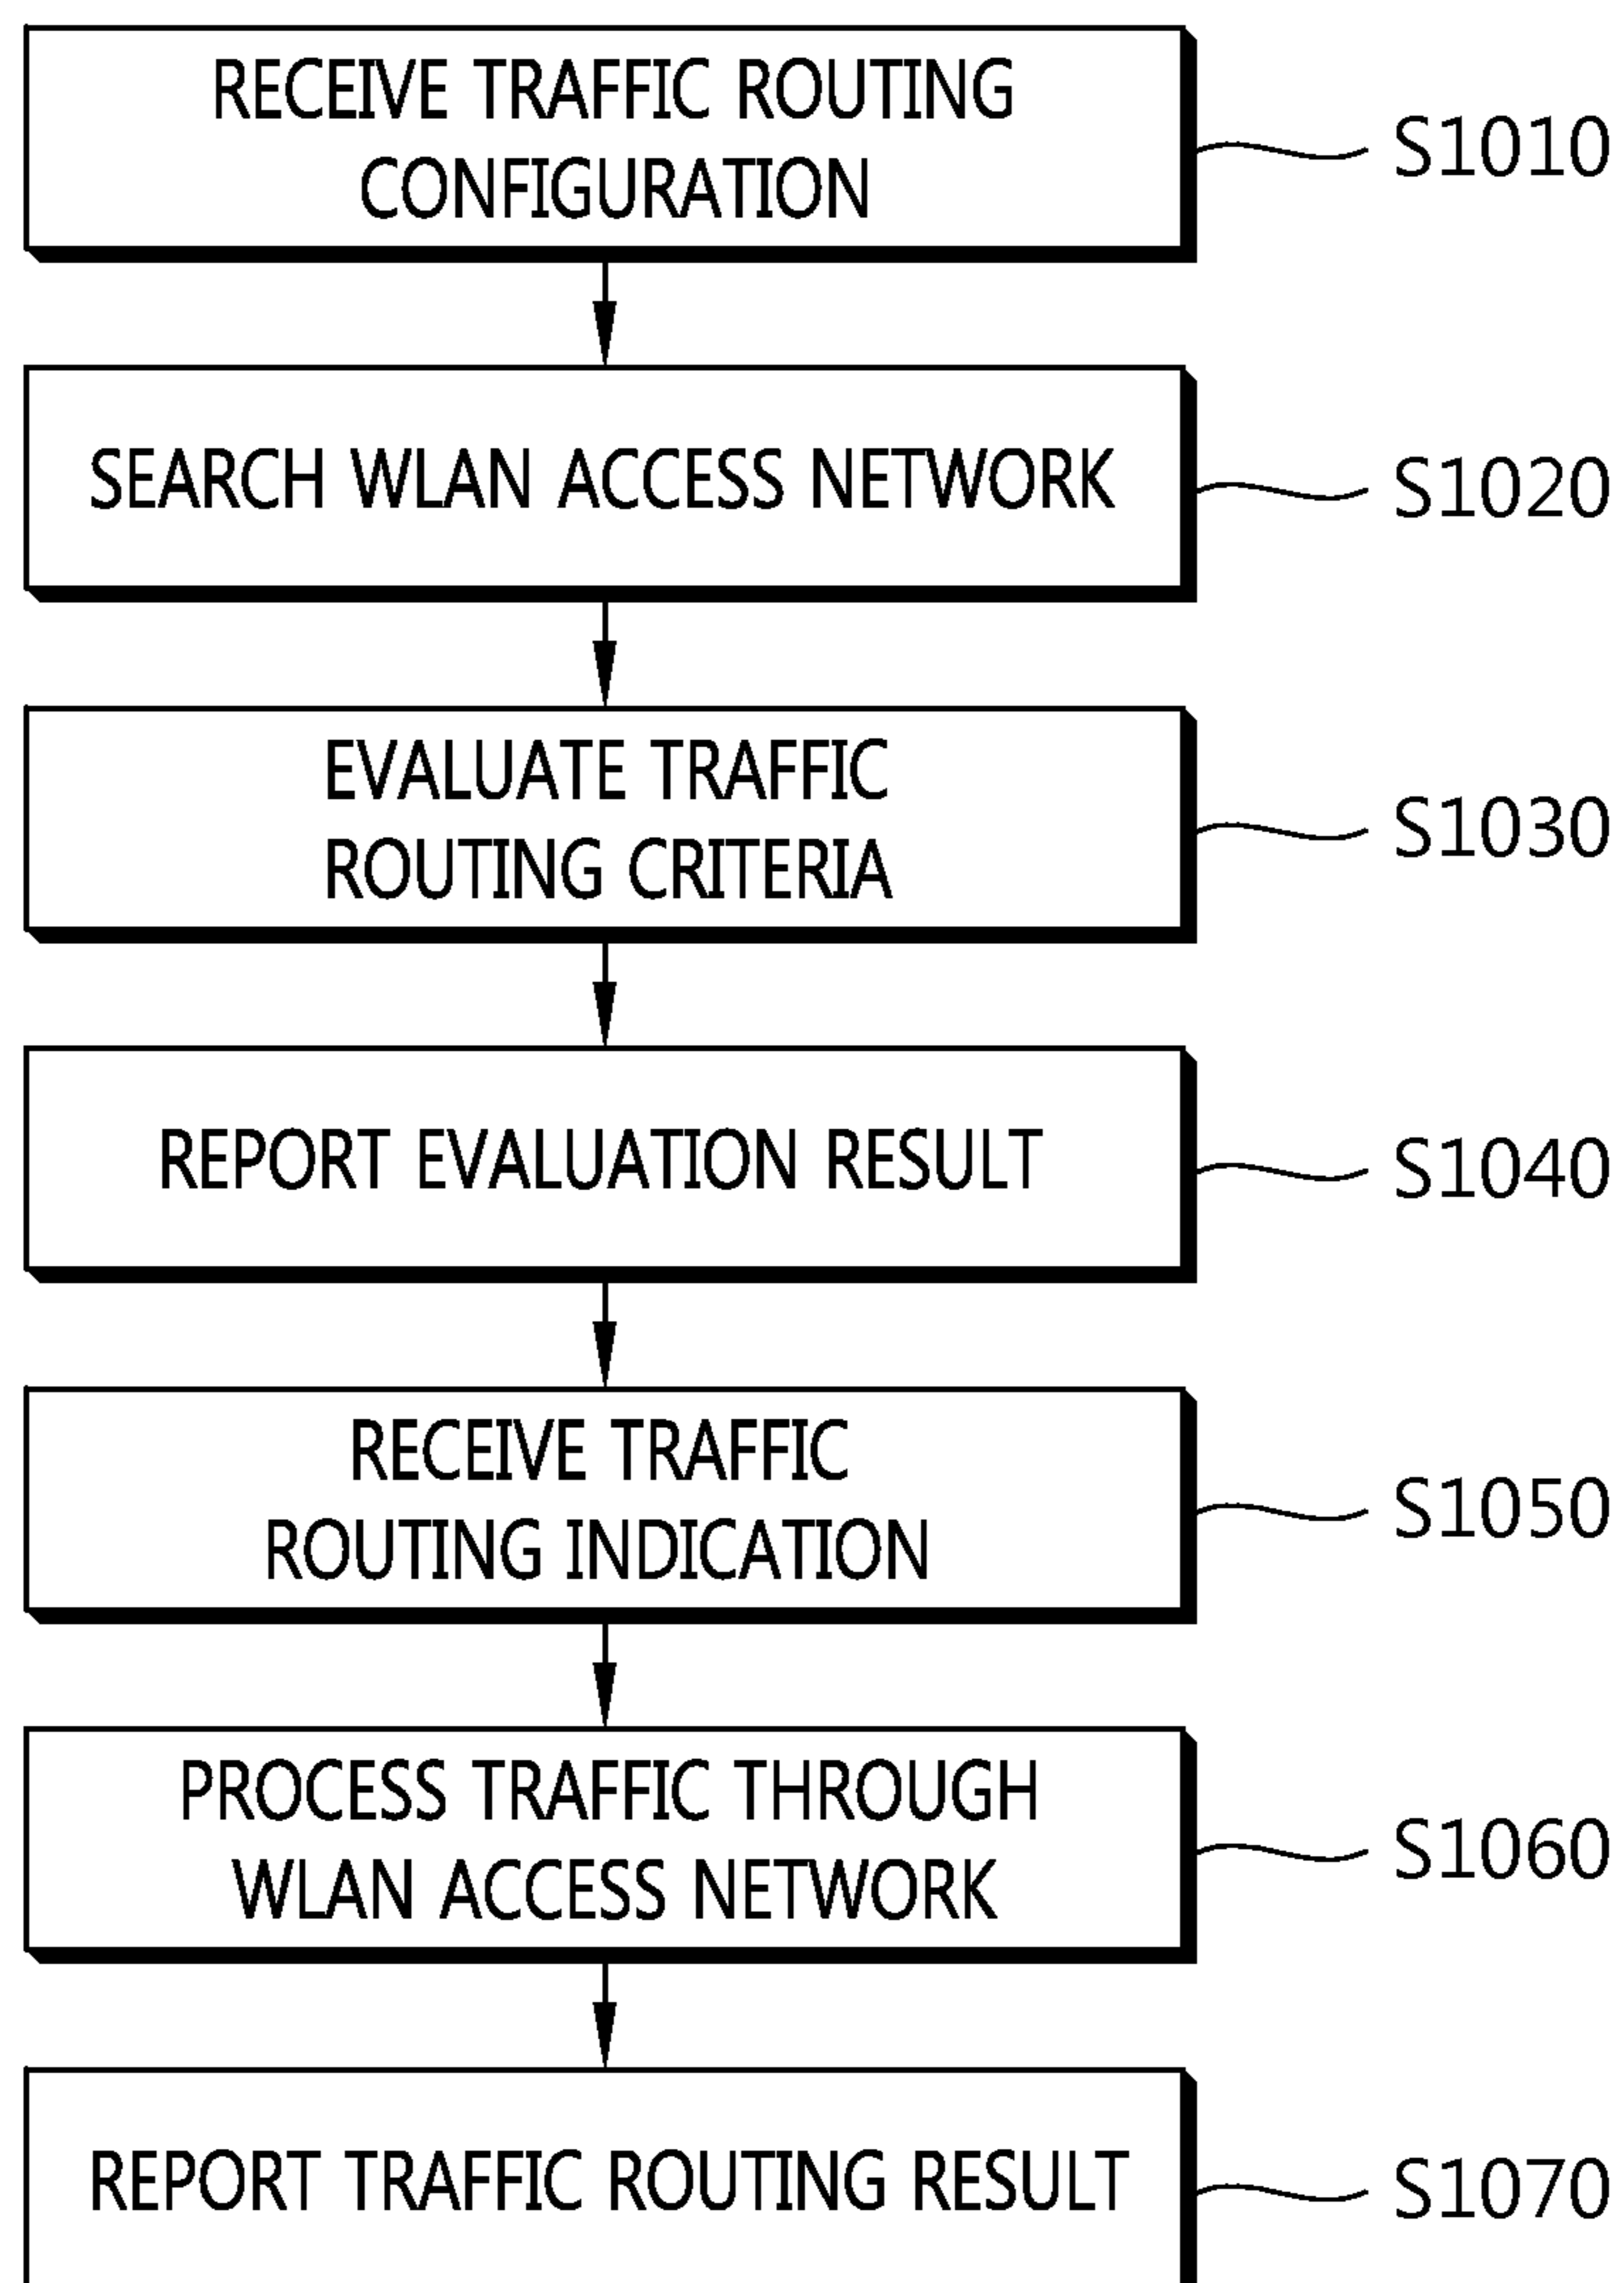 RECEIVE TRAFFIC ROUTING
CONFIGURATION
S1010
SEARCH WLAN ACCESS NETWORK
S1020
EVALUATE TRAFFIC
ROUTING CRITERIA
S1030
REPORT EVALUATION RESULT
S1040
RECEIVE TRAFFIC
ROUTING INDICATION
S1050
PROCESS TRAFFIC THROUGH
WLAN ACCESS NETWORK
S1060
REPORT TRAFFIC ROUTING RESULT
S1070